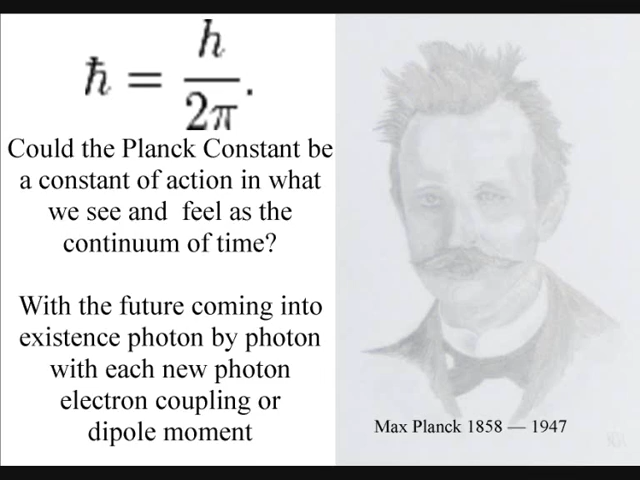 ħ = h/2π.
Could the Planck Constant be
a constant of action in what
we see and feel as the
continuum of time?
With the future coming into
existence photon by photon
with each new photon
electron coupling or
dipole moment
Max Planck 1858 — 1947